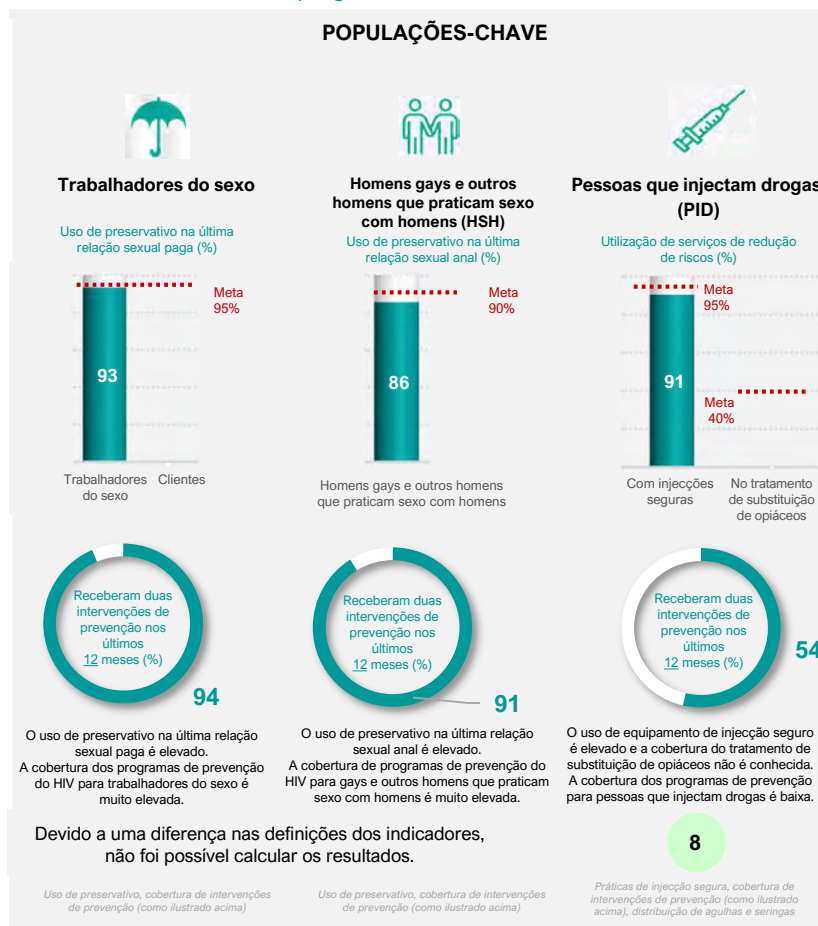 POPULAÇÕES-CHAVE
Trabalhadores do sexo
Uso de preservativo na última
relação sexual paga (%)
Meta
95%
93
Trabalhadores
do sexo
Clientes
Receberam duas
intervenções de
prevenção nos
últimos
12 meses (%)
94
O uso de preservativo na última relação
sexual paga é elevado.
A cobertura dos programas de prevenção
do HIV para trabalhadores do sexo é
muito elevada.
Homens gays e outros
homens que praticam sexo
com homens (HSH)
Uso de preservativo na última
relação sexual anal (%)
Meta
90%
86
Homens gays e outros homens
que praticam sexo com homens
Receberam duas
intervenções de
prevenção nos
últimos
12 meses (%)
91
O uso de preservativo na última relação
sexual anal é elevado.
A cobertura de programas de prevenção do
HIV para gays e outros homens que praticam
sexo com homens é muito elevada.
Pessoas que injectam drogas
(PID)
Utilização de serviços de redução
de riscos (%)
Meta
95%
91
Meta
40%
Com injecções
seguras
No tratamento
de substituição
de opiáceos
Receberam duas
intervenções de
prevenção nos
últimos
12 meses (%)
54
O uso de equipamento de injecção seguro
é elevado e a cobertura do tratamento de
substituição de opiáceos não é conhecida.
A cobertura dos programas de prevenção
para pessoas que injectam drogas é baixa.
Devido a uma diferença nas definições dos indicadores,
não foi possível calcular os resultados.
8
Uso de preservativo, cobertura de intervenções
de prevenção (como ilustrado acima)
Uso de preservativo, cobertura de intervenções
de prevenção (como ilustrado acima)
Práticas de injecção segura, cobertura de
intervenções de prevenção (como ilustrado
acima), distribuição de agulhas e seringas